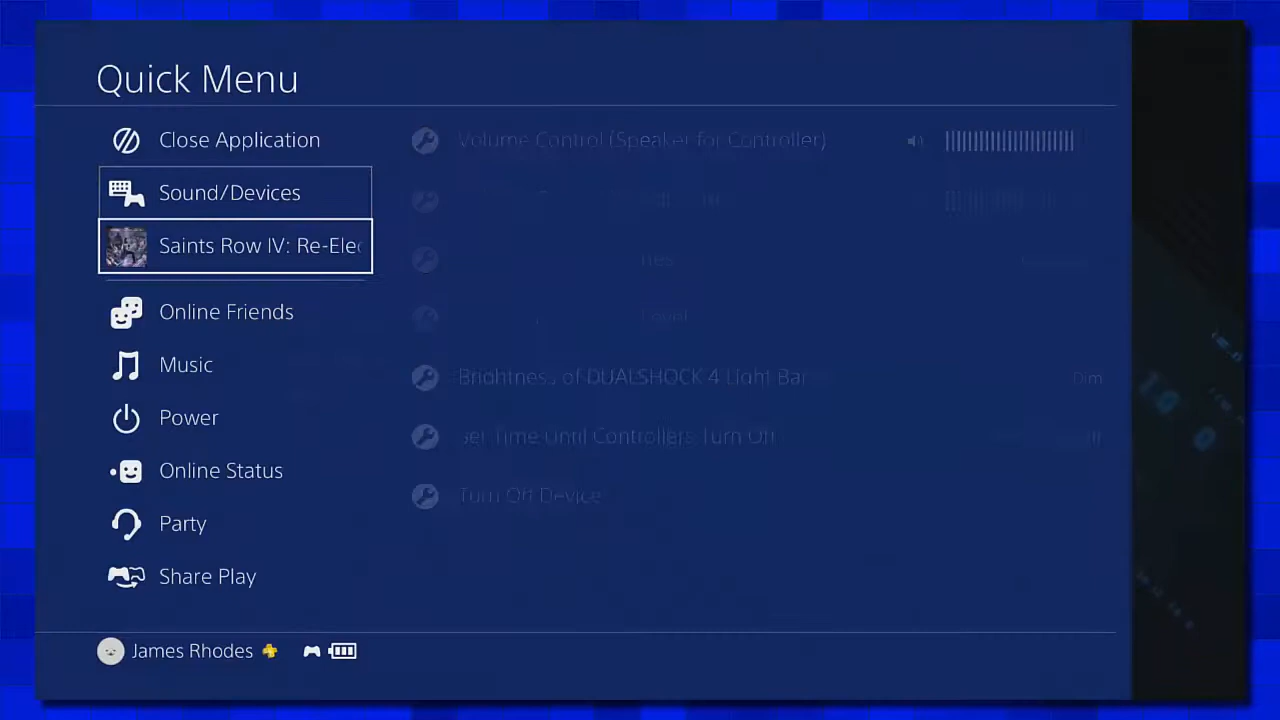 Quick Menu
Close Application
Volume Control (Speaker for Controller)
Sound/Devices
Saints Row IV: Re-Elec
Online Friends
Level
Music
Brightness of DUALSHOCK 4 Light Bar
Dim
Power
Set Time Until Controllers Turn Off
Online Status
Turn Off Device
Party
Share Play
James Rhodes